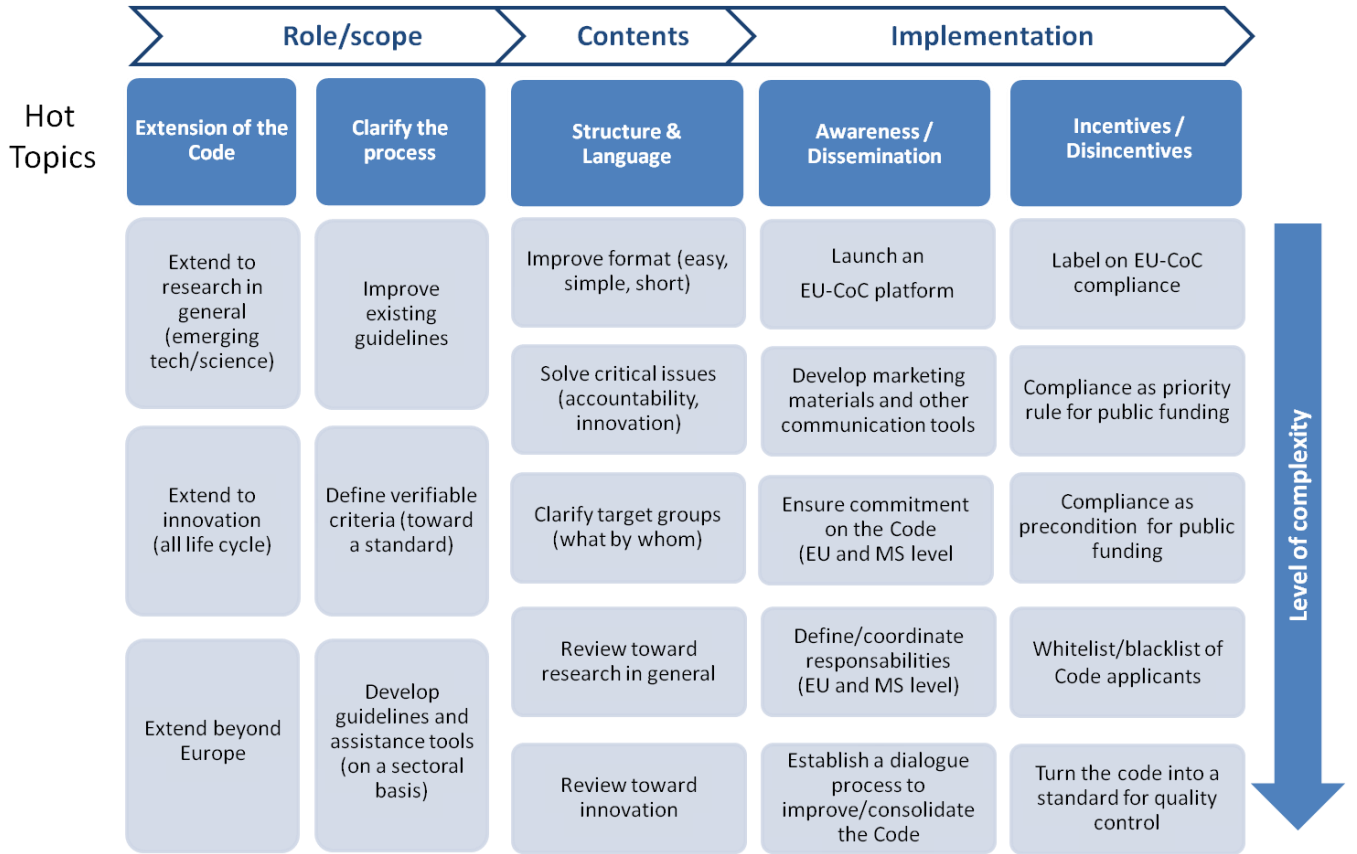 Role/scope
Contents
Implementation
Hot
Topics
Extension of the
Code
Clarify the
process
Structure &
Language
Awareness /
Dissemination
Incentives /
Disincentives
Extend to
research in
general
(emerging
tech/science)
Extend to
innovation
(all life cycle)
Extend beyond
Europe
Improve
existing
guidelines
Define verifiable
criteria (toward
a standard)
Develop
guidelines and
assistance tools
(on a sectoral
basis)
Improve format (easy,
simple, short)
Solve critical issues
(accountability,
innovation)
Clarify target groups
(what by whom)
Review toward
research in general
Review toward
innovation
Launch an
EU-CoC platform
Develop marketing
materials and other
communication tools
Ensure commitment
on the Code
(EU and MS level
Define/coordinate
responsabilities
(EU and MS level)
Establish a dialogue
process to
improve/consolidate
the Code
Label on EU-CoC
compliance
Compliance as priority
rule for public funding
Compliance as
precondition for public
funding
Whitelist/blacklist of
Code applicants
Turn the code into a
standard for quality
control
Level of complexity